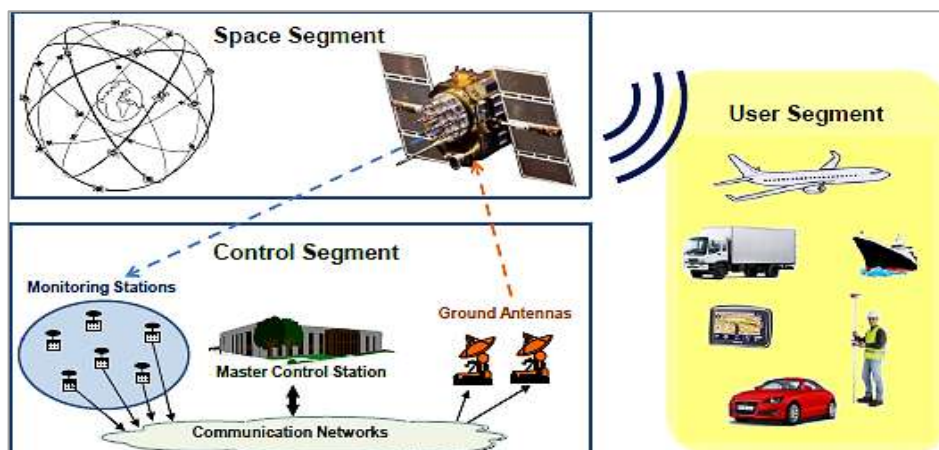 Space Segment
User Segment
Control Segment
Monitoring Stations
Ground Antennas
Master Control Station
Communication Networks